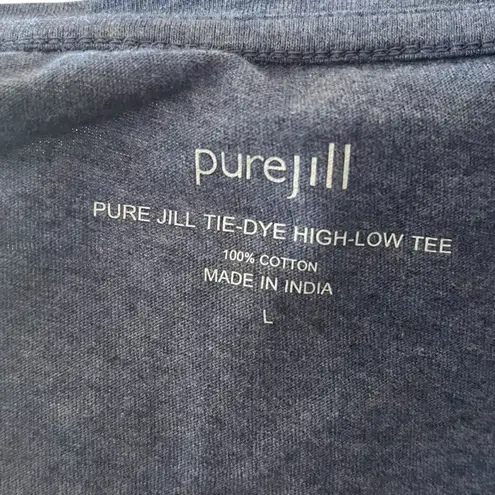 purejill
PURE JILL TIE-DYE HIGH-LOW TEE
100% COTTON
MADE IN INDIA
L